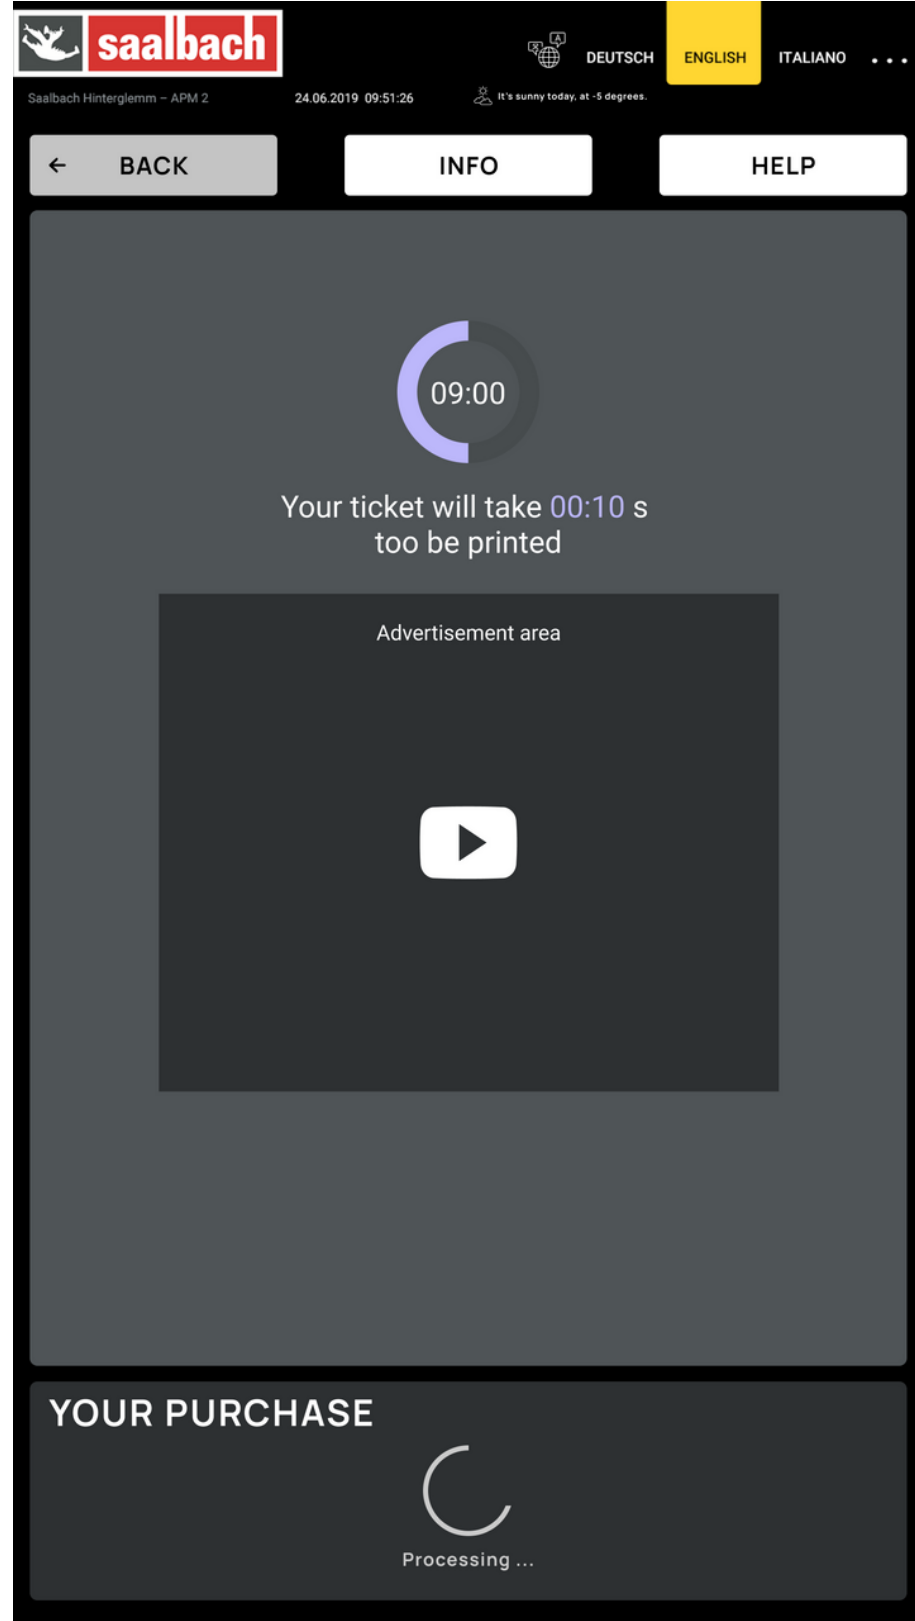 saalbach
DEUTSCH ENGLISH ITALIANO ...
Saalbach Hinterglemm – APM 2 24.06.2019 09:51:26 It's sunny today, at -5 degrees.
← BACK INFO HELP
09:00
Your ticket will take 00:10 s
too be printed
Advertisement area
YOUR PURCHASE
Processing ...